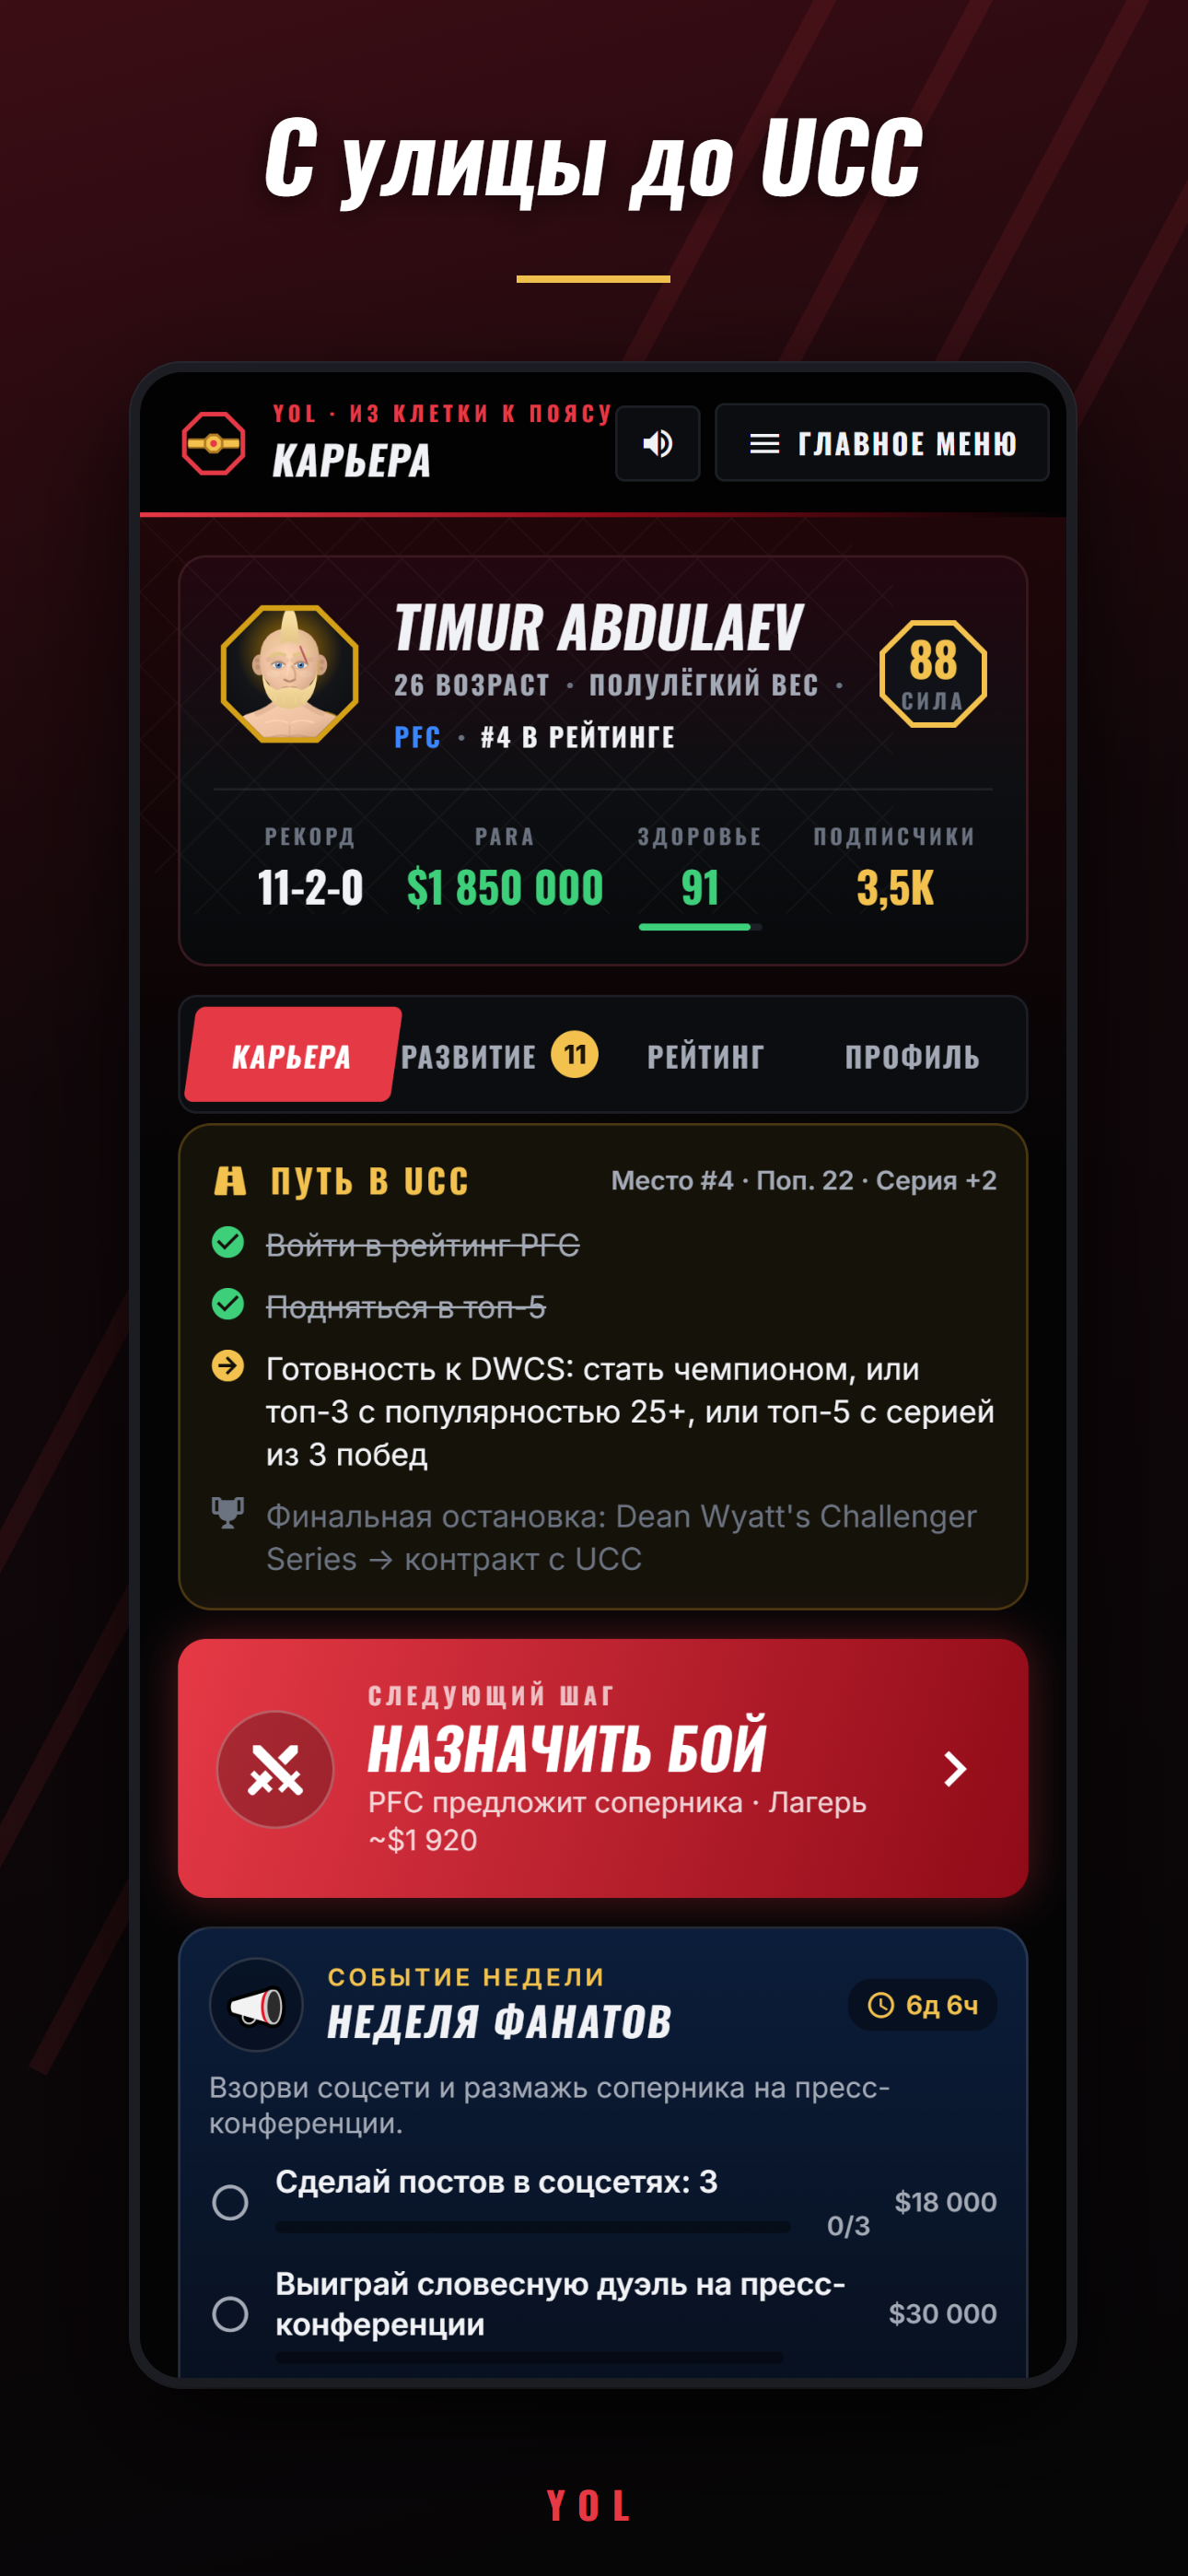 С улицы до UCC
YOL · ИЗ КЛЕТКИ К ПОЯСУ
КАРЬЕРА
ГЛАВНОЕ МЕНЮ
TIMUR ABDULAEV
26 ВОЗРАСТ · ПОЛУЛЁГКИЙ ВЕС ·
PFC · #4 В РЕЙТИНГЕ
88
СИЛА
РЕКОРД PARA ЗДОРОВЬЕ ПОДПИСЧИКИ
11-2-0 $1 850 000 91 3,5K
КАРЬЕРА РАЗВИТИЕ 11 РЕЙТИНГ ПРОФИЛЬ
ПУТЬ В UCC Место #4 · Поп. 22 · Серия +2
Войти в рейтинг PFC
Подняться в топ-5
Готовность к DWCS: стать чемпионом, или
топ-3 с популярностью 25+, или топ-5 с серией
из 3 побед
Финальная остановка: Dean Wyatt's Challenger
Series → контракт с UCC
СЛЕДУЮЩИЙ ШАГ
НАЗНАЧИТЬ БОЙ
PFC предложит соперника · Лагерь
~$1 920
СОБЫТИЕ НЕДЕЛИ
НЕДЕЛЯ ФАНАТОВ
6д 6ч
Взорви соцсети и размажь соперника на пресс-
конференции.
Сделай постов в соцсетях: 3
0/3
$18 000
Выиграй словесную дуэль на пресс-
конференции
$30 000
YOL